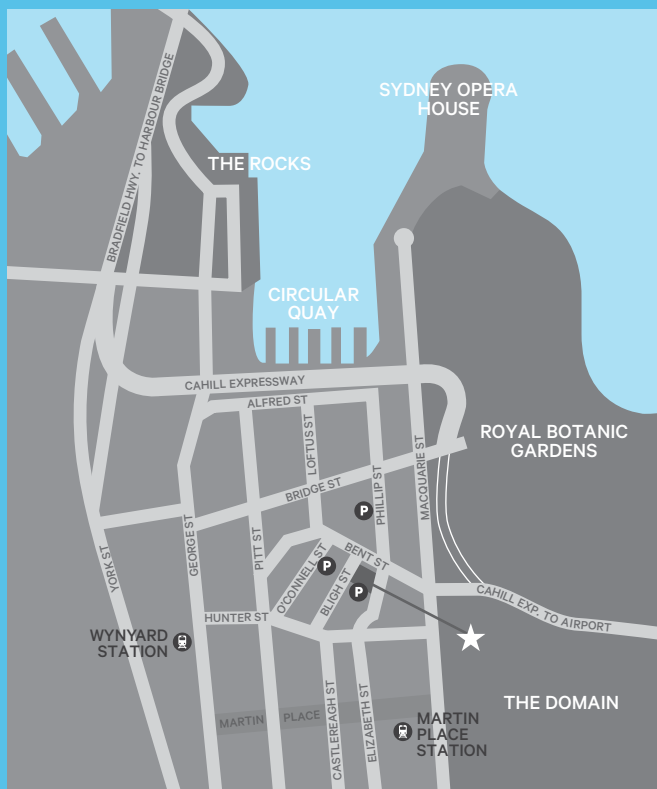 SYDNEY OPERA
HOUSE
BRADFIELD HWY. TO HARBOUR BRIDGE
THE ROCKS
CIRCULAR
QUAY
CAHILL EXPRESSWAY
ALFRED ST
LOFTUS ST
ROYAL BOTANIC
GARDENS
MACQUARIE ST
PHILLIP ST
BRIDGE ST
P
GEORGE ST
PITT ST
YORK ST
BENT ST
O'CONNELL ST
P
BLIGH ST
P
CAHILL EXP. TO AIRPORT
HUNTER ST
WYNYARD
STATION
THE DOMAIN
MARTIN PLACE
CASTLEREAGH ST
ELIZABETH ST
MARTIN
PLACE
STATION